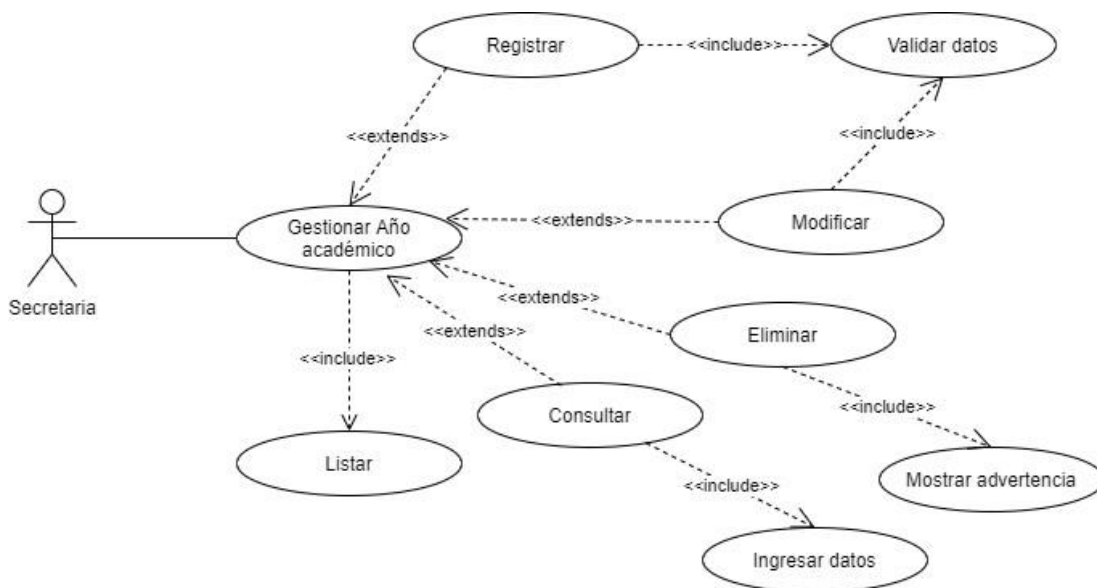 Registrar
<<include>>
Validar datos
<<extends>>
<<include>>
Gestionar Año
académico
<<extends>>
Modificar
Secretaria
<<extends>>
<<extends>>
Eliminar
<<include>>
Consultar
<<include>>
Listar
Mostrar advertencia
<<include>>
Ingresar datos